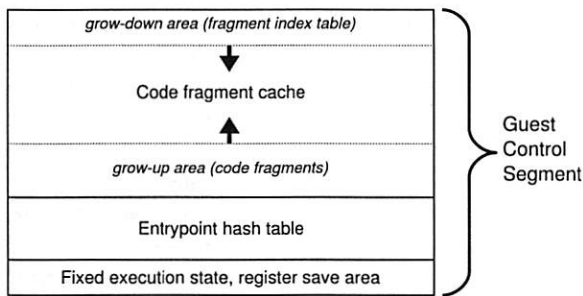 grow-down area (fragment index table)
Code fragment cache
grow-up area (code fragments)
Entrypoint hash table
Fixed execution state, register save area
Guest
Control
Segment